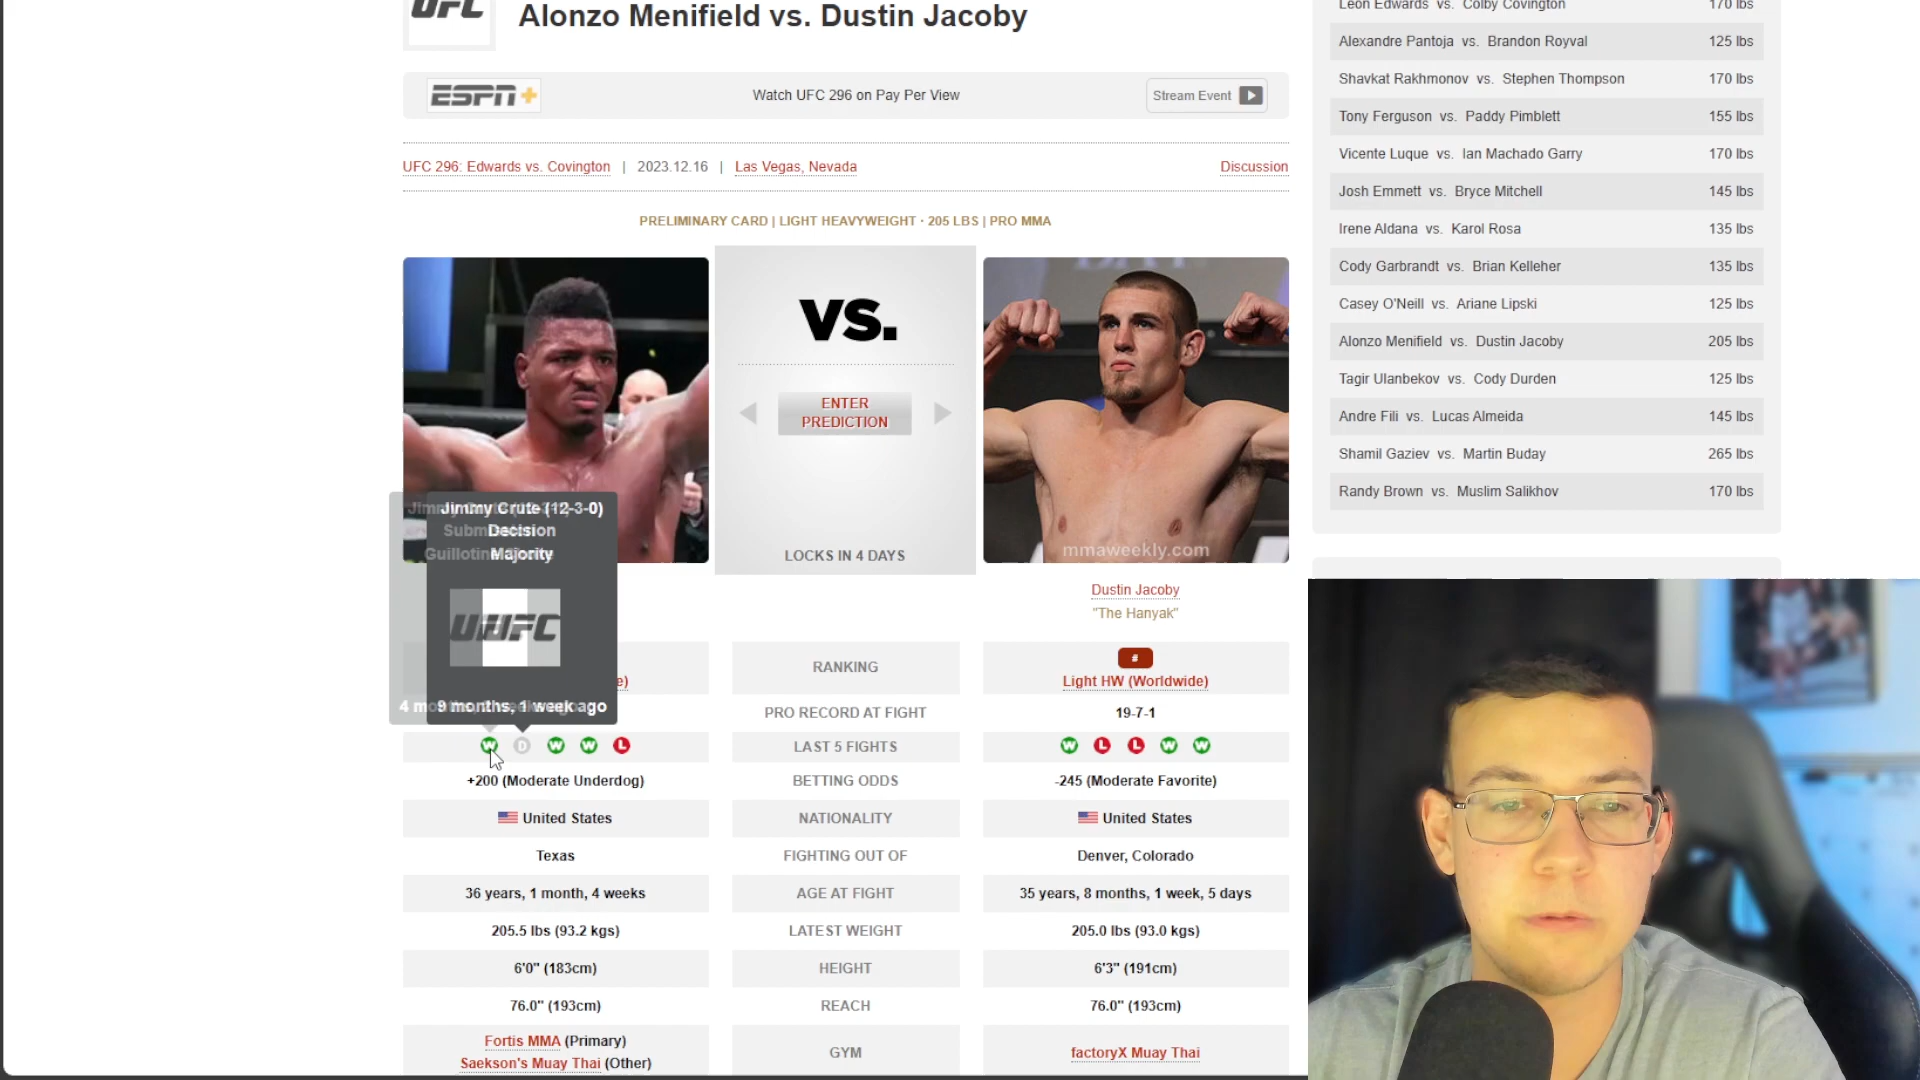 UFC
Alonzo Menifield vs. Dustin Jacoby
ESPN+
Watch UFC 296 on Pay Per View
Stream Event
UFC 296: Edwards vs. Covington | 2023.12.16 | Las Vegas, Nevada
Discussion
PRELIMINARY CARD | LIGHT HEAVYWEIGHT · 205 LBS | PRO MMA
VS.
ENTER
PREDICTION
LOCKS IN 4 DAYS
mmaweekly.com
Jimmy Crute (12-3-0)
Decision
Majority
UFC
9 months, 1 week ago
Dustin Jacoby
"The Hanyak"
e)
RANKING
#
Light HW (Worldwide)
PRO RECORD AT FIGHT
19-7-1
W D W W L
LAST 5 FIGHTS
W L L W W
+200 (Moderate Underdog)
BETTING ODDS
-245 (Moderate Favorite)
United States
NATIONALITY
United States
Texas
FIGHTING OUT OF
Denver, Colorado
36 years, 1 month, 4 weeks
AGE AT FIGHT
35 years, 8 months, 1 week, 5 days
205.5 lbs (93.2 kgs)
LATEST WEIGHT
205.0 lbs (93.0 kgs)
6'0" (183cm)
HEIGHT
6'3" (191cm)
76.0" (193cm)
REACH
76.0" (193cm)
Fortis MMA (Primary)
Saekson's Muay Thai (Other)
GYM
factoryX Muay Thai
Leon Edwards vs. Colby Covington 170 lbs
Alexandre Pantoja vs. Brandon Royval 125 lbs
Shavkat Rakhmonov vs. Stephen Thompson 170 lbs
Tony Ferguson vs. Paddy Pimblett 155 lbs
Vicente Luque vs. Ian Machado Garry 170 lbs
Josh Emmett vs. Bryce Mitchell 145 lbs
Irene Aldana vs. Karol Rosa 135 lbs
Cody Garbrandt vs. Brian Kelleher 135 lbs
Casey O'Neill vs. Ariane Lipski 125 lbs
Alonzo Menifield vs. Dustin Jacoby 205 lbs
Tagir Ulanbekov vs. Cody Durden 125 lbs
Andre Fili vs. Lucas Almeida 145 lbs
Shamil Gaziev vs. Martin Buday 265 lbs
Randy Brown vs. Muslim Salikhov 170 lbs